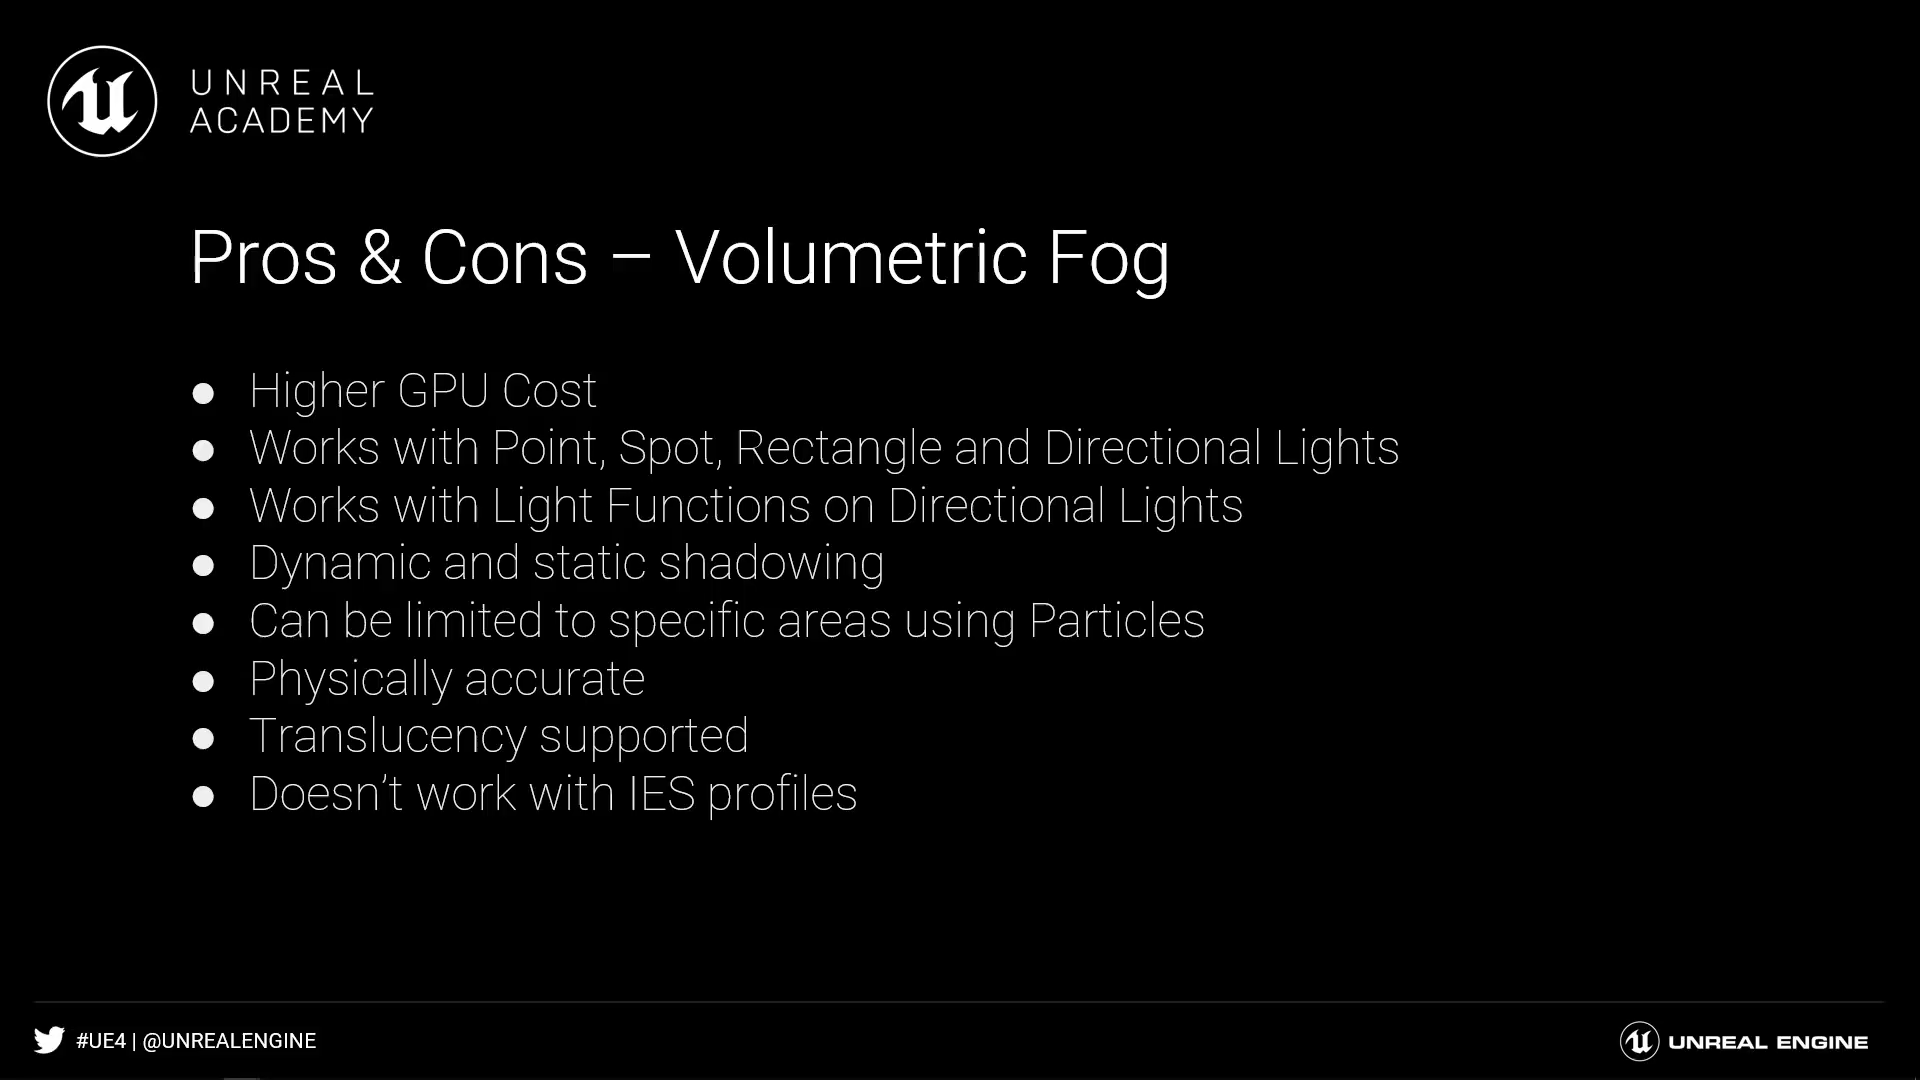 UNREAL
ACADEMY
Pros & Cons – Volumetric Fog
● Higher GPU Cost
● Works with Point, Spot, Rectangle and Directional Lights
● Works with Light Functions on Directional Lights
● Dynamic and static shadowing
● Can be limited to specific areas using Particles
● Physically accurate
● Translucency supported
● Doesn’t work with IES profiles
#UE4 | @UNREALENGINE
UNREAL ENGINE